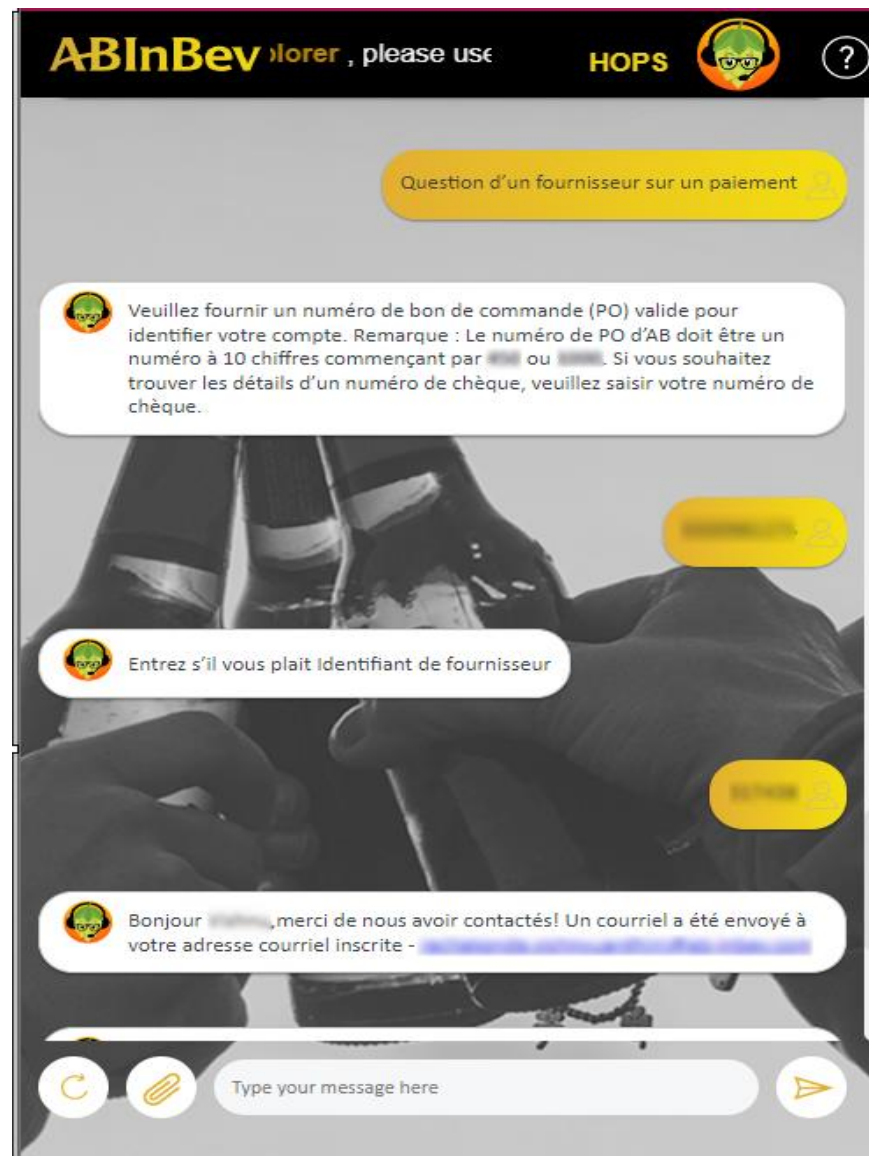 ABInBev
plorer , please use
HOPS
?
Question d'un fournisseur sur un paiement
Veuillez fournir un numéro de bon de commande (PO) valide pour
identifier votre compte. Remarque : Le numéro de PO d'AB doit être un
numéro à 10 chiffres commençant par ou . Si vous souhaitez
trouver les détails d'un numéro de chèque, veuillez saisir votre numéro de
chèque.
Entrez s'il vous plait Identifiant de fournisseur
Bonjour ,merci de nous avoir contactés! Un courriel a été envoyé à
votre adresse courriel inscrite -
Type your message here